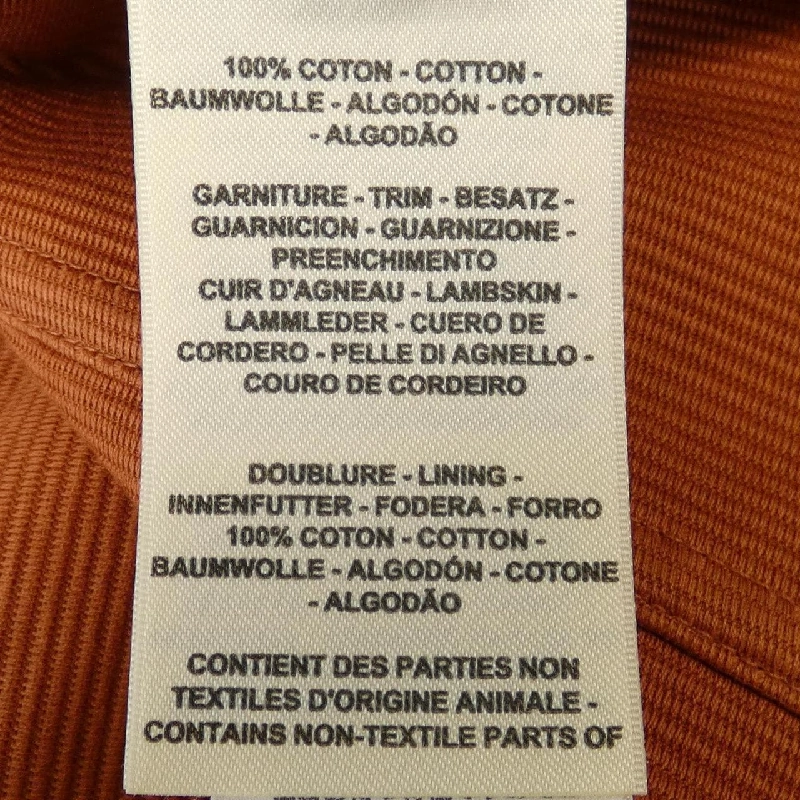 100% COTON - COTTON -
BAUMWOLLE - ALGODÓN - COTONE
- ALGODÃO
GARNITURE - TRIM - BESATZ -
GUARNICION - GUARNIZIONE -
PREENCHIMENTO
CUIR D'AGNEAU - LAMBSKIN -
LAMMLEDER - CUERO DE
CORDERO - PELLE DI AGNELLO -
COURO DE CORDEIRO
DOUBLURE - LINING -
INNENFUTTER - FODERA - FORRO
100% COTON - COTTON -
BAUMWOLLE - ALGODÓN - COTONE
- ALGODÃO
CONTIENT DES PARTIES NON
TEXTILES D'ORIGINE ANIMALE -
CONTAINS NON-TEXTILE PARTS OF